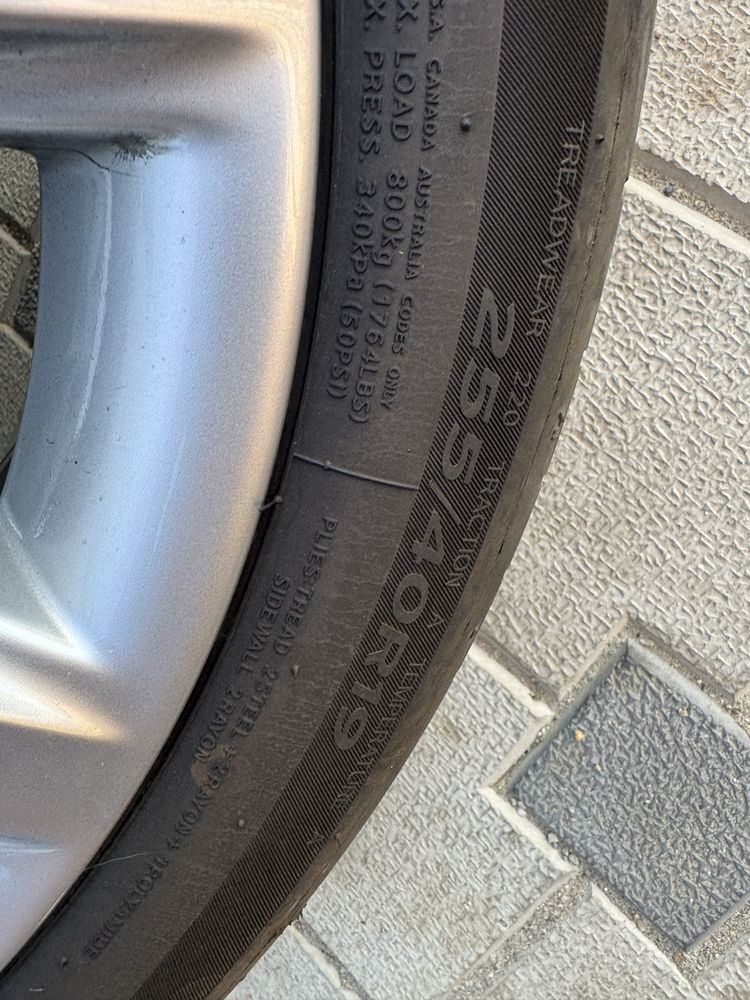 S.A. CANADA AUSTRALIA CODES ONLY
X. LOAD 800kg (1764LBS)
X. PRESS. 340kPa (50PSI)
TREADWEAR 220 TRACTION A TEMPERATURE
255/40R19
PLIES:TREAD 2STEEL + 2RAYON + 1POLYAMIDE
SIDEWALL 2RAYON